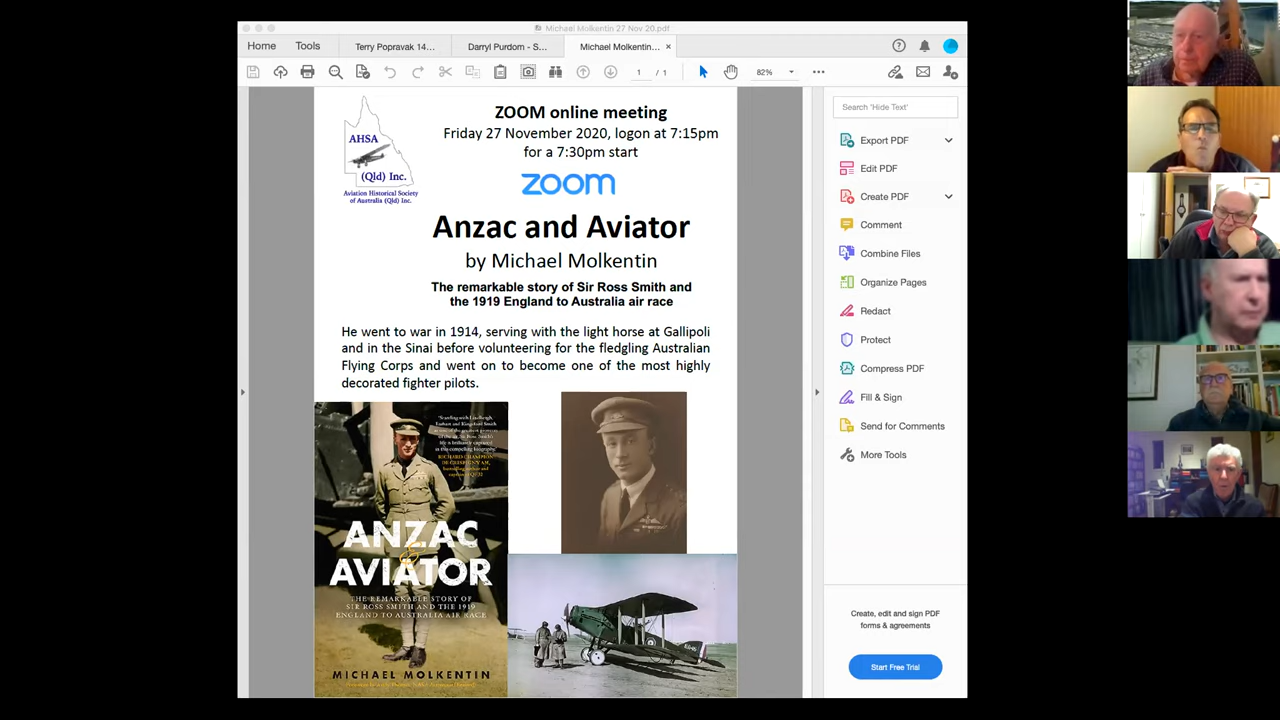 Michael Molkentin 27 Nov 20.pdf
Home
Tools
Terry Popravak 14...
Darryl Purdom - S...
Michael Molkentin...
1 / 1
82%
Search 'Hide Text'
Export PDF
Edit PDF
Create PDF
Comment
Combine Files
Organize Pages
Redact
Protect
Compress PDF
Fill & Sign
Send for Comments
More Tools
Create, edit and sign PDF
forms & agreements
Start Free Trial
AHSA
(Qld) Inc.
Aviation Historical Society
of Australia (Qld) Inc.
ZOOM online meeting
Friday 27 November 2020, logon at 7:15pm
for a 7:30pm start
zoom
Anzac and Aviator
by Michael Molkentin
The remarkable story of Sir Ross Smith and
the 1919 England to Australia air race
He went to war in 1914, serving with the light horse at Gallipoli
and in the Sinai before volunteering for the fledgling Australian
Flying Corps and went on to become one of the most highly
decorated fighter pilots.
ANZAC
&
AVIATOR
THE REMARKABLE STORY OF
SIR ROSS SMITH AND THE 1919
ENGLAND TO AUSTRALIA AIR RACE
MICHAEL MOLKENTIN